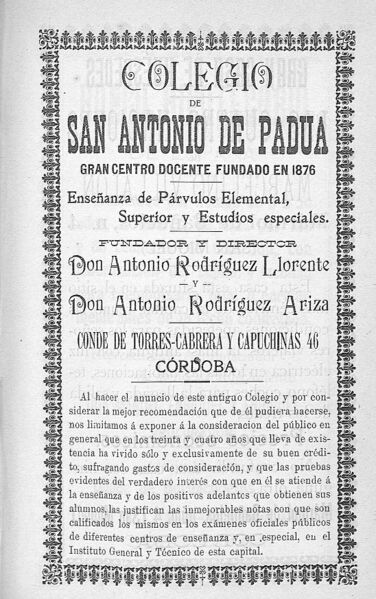 COLEGIO
DE
SAN ANTONIO DE PADUA
GRAN CENTRO DOCENTE FUNDADO EN 1876
Enseñanza de Párvulos Elemental,
Superior y Estudios especiales.
FUNDADOR Y DIRECTOR
Don Antonio Rodríguez Llorente
- Y -
Don Antonio Rodríguez Ariza
CONDE DE TORRES-CABRERA Y CAPUCHINAS 46
CÓRDOBA
Al hacer el anuncio de este antiguo Colegio y por con-
siderar la mejor recomendación que de él pudiera hacerse,
nos limitamos á exponer á la consideracion del público en
general que en los treinta y cuatro años que lleva de exis-
tencia ha vivido sólo y exclusivamente de su buen crédi-
to, sufragando gastos de consideración, y que las pruebas
evidentes del verdadero interés con que en él se atiende á
la enseñanza y de los positivos adelantos que obtienen sus
alumnos, las justifican las inmejorables notas con que son
calificados los mismos en los exámenes oficiales públicos
de diferentes centros de enseñanza y, en especial, en el
Instituto General y Técnico de esta capital.